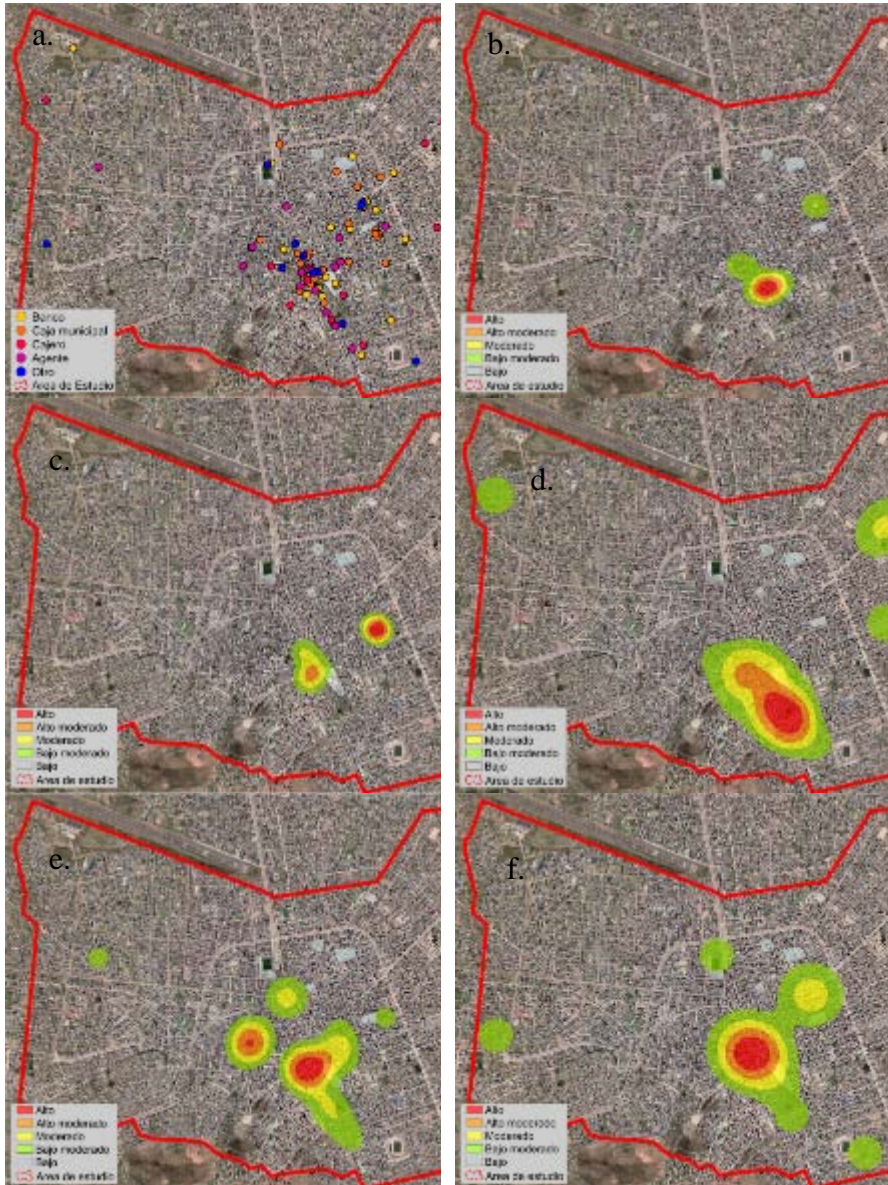 a.
Banco
Caja municipal
Cajero
Agente
Otro
Area de Estudio
b.
Alto
Alto moderado
Moderado
Bajo moderado
Bajo
Area de estudio
c.
Alto
Alto moderado
Moderado
Bajo moderado
Bajo
Area de estudio
d.
Alto
Alto moderado
Moderado
Bajo moderado
Bajo
Area de estudio
e.
Alto
Alto moderado
Moderado
Bajo moderado
Bajo
Area de estudio
f.
Alto
Alto moderado
Moderado
Bajo moderado
Bajo
Area de estudio